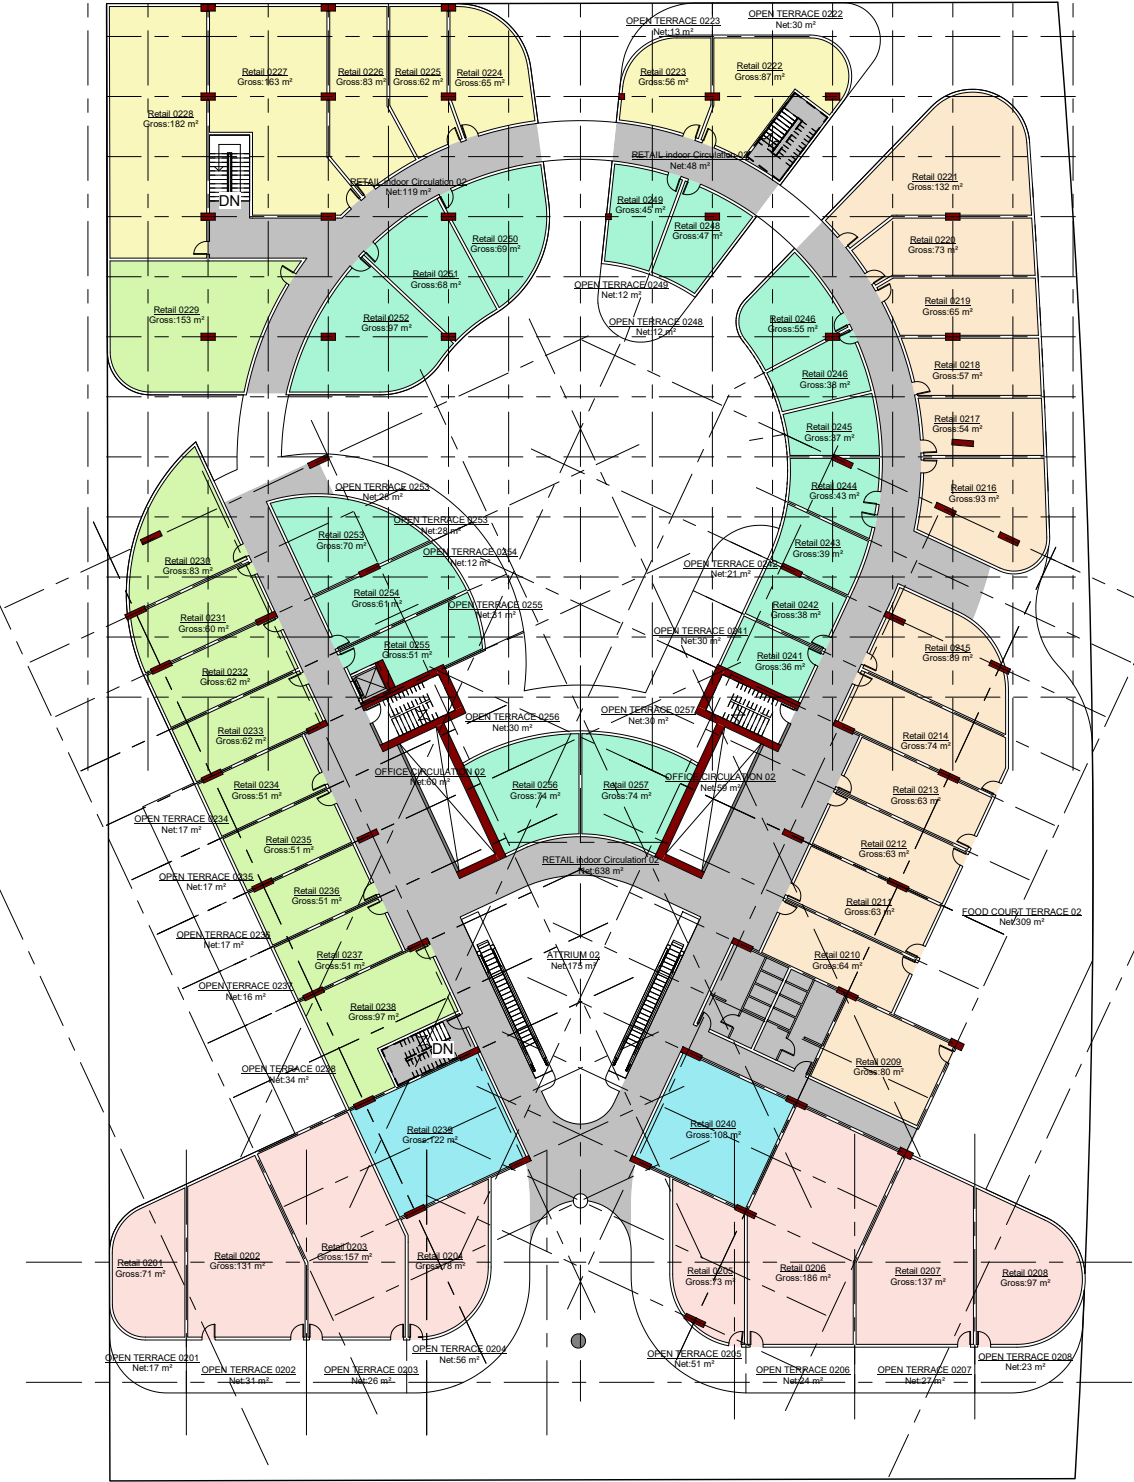 OPEN TERRACE 0223
Net:13 m²
OPEN TERRACE 0222
Net:30 m²
Retail 0227
Gross:163 m²
Retail 0226
Gross:83 m²
Retail 0225
Gross:62 m²
Retail 0224
Gross:65 m²
Retail 0223
Gross:56 m²
Retail 0222
Gross:87 m²
Retail 0228
Gross:182 m²
RETAIL indoor Circulation 02
Net:48 m²
RETAIL indoor Circulation 02
Net:119 m²
DN
Retail 0221
Gross:132 m²
Retail 0249
Gross:45 m²
Retail 0248
Gross:47 m²
Retail 0250
Gross:69 m²
Retail 0220
Gross:73 m²
Retail 0251
Gross:68 m²
OPEN TERRACE 0249
Net:12 m²
Retail 0229
Gross:153 m²
Retail 0252
Gross:97 m²
OPEN TERRACE 0248
Net:12 m²
Retail 0246
Gross:55 m²
Retail 0219
Gross:65 m²
Retail 0246
Gross:38 m²
Retail 0218
Gross:57 m²
Retail 0245
Gross:37 m²
Retail 0217
Gross:54 m²
OPEN TERRACE 0253
Net:28 m²
Retail 0244
Gross:43 m²
Retail 0216
Gross:93 m²
Retail 0253
Gross:70 m²
OPEN TERRACE 0253
Net:28 m²
Retail 0243
Gross:39 m²
OPEN TERRACE 0254
Net:12 m²
Retail 0230
Gross:83 m²
OPEN TERRACE 0242
Net:21 m²
Retail 0254
Gross:61 m²
OPEN TERRACE 0255
Net:31 m²
Retail 0242
Gross:38 m²
Retail 0231
Gross:60 m²
OPEN TERRACE 0241
Net:30 m²
Retail 0255
Gross:51 m²
Retail 0241
Gross:36 m²
Retail 0215
Gross:89 m²
Retail 0232
Gross:62 m²
OPEN TERRACE 0256
Net:30 m²
OPEN TERRACE 0257
Net:30 m²
Retail 0233
Gross:62 m²
Retail 0214
Gross:74 m²
OFFICE CIRCULATION 02
Net:60 m²
OFFICE CIRCULATION 02
Net:59 m²
Retail 0234
Gross:51 m²
Retail 0256
Gross:74 m²
Retail 0257
Gross:74 m²
Retail 0213
Gross:63 m²
OPEN TERRACE 0234
Net:17 m²
Retail 0235
Gross:51 m²
Retail 0212
Gross:63 m²
RETAIL indoor Circulation 02
Net:638 m²
OPEN TERRACE 0235
Net:17 m²
Retail 0236
Gross:51 m²
Retail 0211
Gross:63 m²
FOOD COURT TERRACE 02
Net:309 m²
OPEN TERRACE 0236
Net:17 m²
Retail 0237
Gross:51 m²
ATTRIUM 02
Net:175 m²
Retail 0210
Gross:64 m²
OPEN TERRACE 0237
Net:16 m²
Retail 0238
Gross:97 m²
DN
Retail 0209
Gross:80 m²
OPEN TERRACE 0238
Net:34 m²
Retail 0239
Gross:122 m²
Retail 0240
Gross:108 m²
Retail 0201
Gross:71 m²
Retail 0202
Gross:131 m²
Retail 0203
Gross:157 m²
Retail 0204
Gross:78 m²
Retail 0205
Gross:73 m²
Retail 0206
Gross:186 m²
Retail 0207
Gross:137 m²
Retail 0208
Gross:97 m²
OPEN TERRACE 0201
Net:17 m²
OPEN TERRACE 0202
Net:31 m²
OPEN TERRACE 0203
Net:26 m²
OPEN TERRACE 0204
Net:56 m²
OPEN TERRACE 0205
Net:51 m²
OPEN TERRACE 0206
Net:24 m²
OPEN TERRACE 0207
Net:27 m²
OPEN TERRACE 0208
Net:23 m²